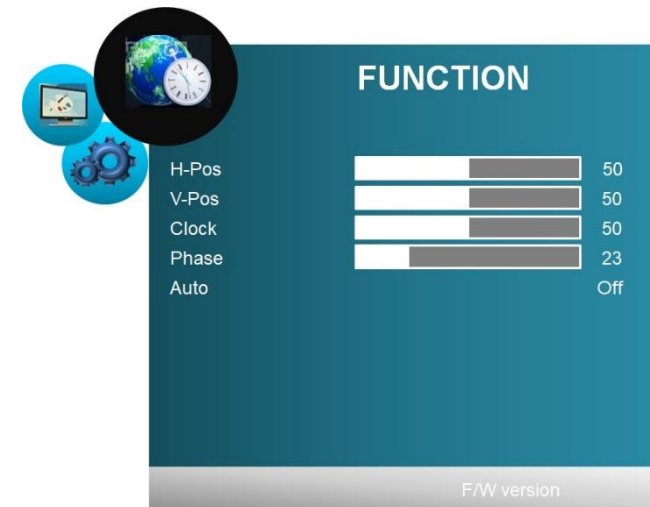 FUNCTION
H-Pos 50
V-Pos 50
Clock 50
Phase 23
Auto Off
F/W version